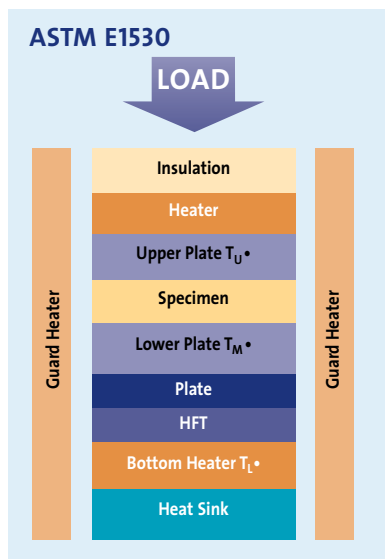 ASTM E1530
LOAD
Insulation
Heater
Upper Plate TU•
Specimen
Lower Plate TM•
Plate
HFT
Bottom Heater TL•
Heat Sink
Guard Heater
Guard Heater